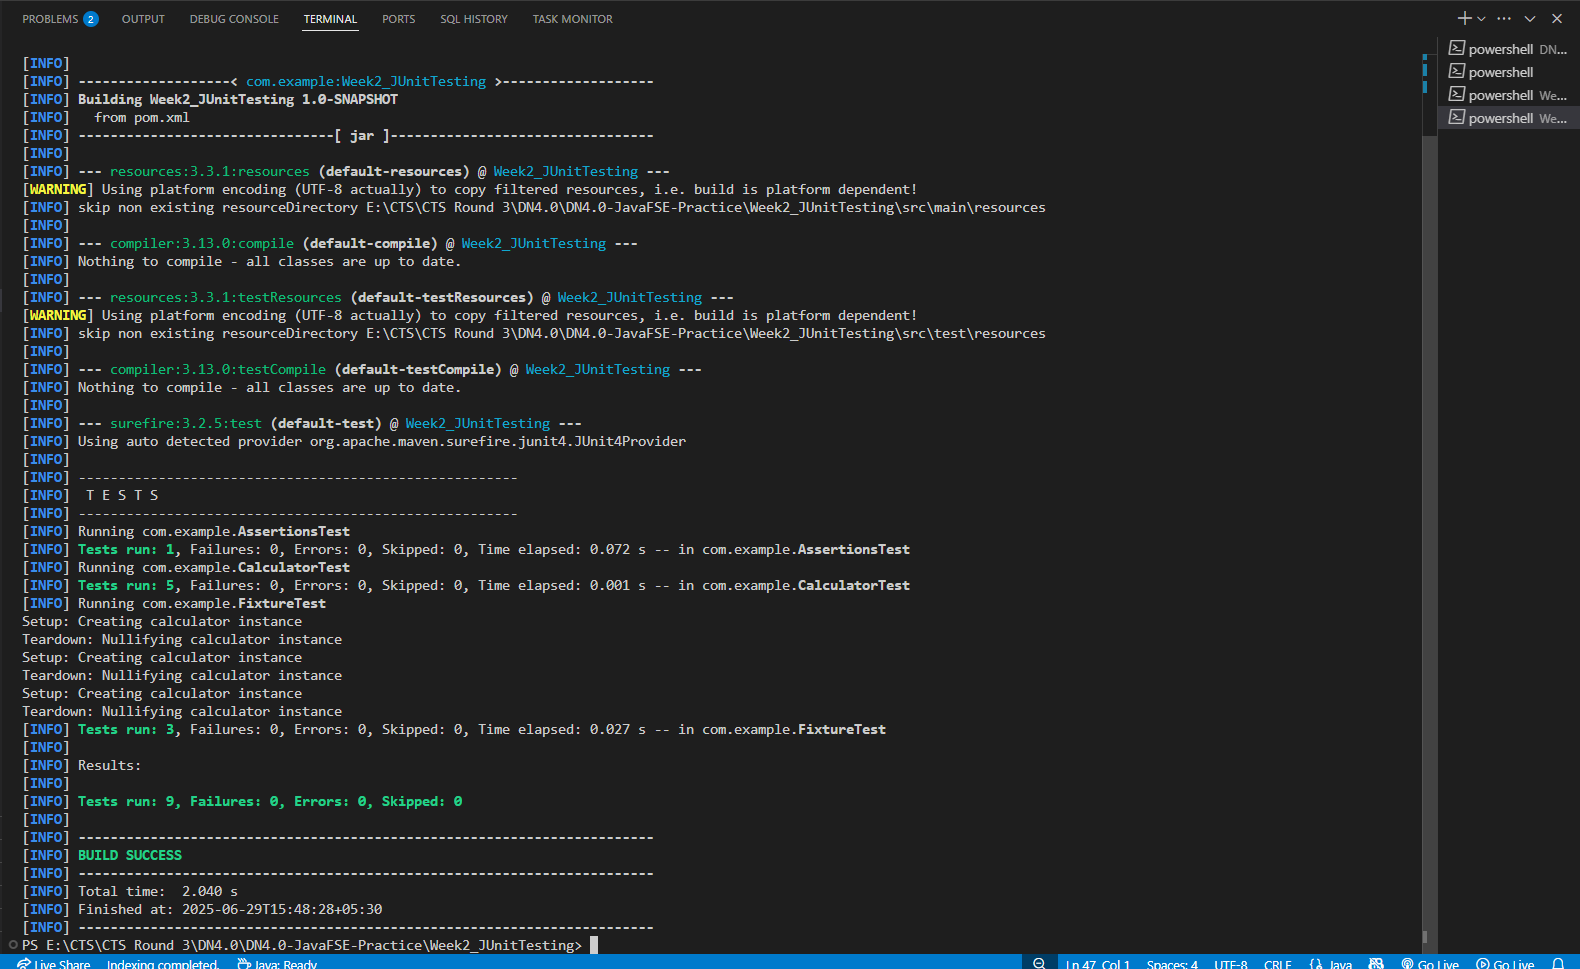 PROBLEMS 2 OUTPUT DEBUG CONSOLE TERMINAL PORTS SQL HISTORY TASK MONITOR
[INFO]
[INFO] -------------------< com.example:Week2_JUnitTesting >-------------------
[INFO] Building Week2_JUnitTesting 1.0-SNAPSHOT
[INFO]   from pom.xml
[INFO] --------------------------------[ jar ]---------------------------------
[INFO]
[INFO] --- resources:3.3.1:resources (default-resources) @ Week2_JUnitTesting ---
[WARNING] Using platform encoding (UTF-8 actually) to copy filtered resources, i.e. build is platform dependent!
[INFO] skip non existing resourceDirectory E:\CTS\CTS Round 3\DN4.0\DN4.0-JavaFSE-Practice\Week2_JUnitTesting\src\main\resources
[INFO]
[INFO] --- compiler:3.13.0:compile (default-compile) @ Week2_JUnitTesting ---
[INFO] Nothing to compile - all classes are up to date.
[INFO]
[INFO] --- resources:3.3.1:testResources (default-testResources) @ Week2_JUnitTesting ---
[WARNING] Using platform encoding (UTF-8 actually) to copy filtered resources, i.e. build is platform dependent!
[INFO] skip non existing resourceDirectory E:\CTS\CTS Round 3\DN4.0\DN4.0-JavaFSE-Practice\Week2_JUnitTesting\src\test\resources
[INFO]
[INFO] --- compiler:3.13.0:testCompile (default-testCompile) @ Week2_JUnitTesting ---
[INFO] Nothing to compile - all classes are up to date.
[INFO]
[INFO] --- surefire:3.2.5:test (default-test) @ Week2_JUnitTesting ---
[INFO] Using auto detected provider org.apache.maven.surefire.junit4.JUnit4Provider
[INFO]
[INFO] -------------------------------------------------------
[INFO]  T E S T S
[INFO] -------------------------------------------------------
[INFO] Running com.example.AssertionsTest
[INFO] Tests run: 1, Failures: 0, Errors: 0, Skipped: 0, Time elapsed: 0.072 s -- in com.example.AssertionsTest
[INFO] Running com.example.CalculatorTest
[INFO] Tests run: 5, Failures: 0, Errors: 0, Skipped: 0, Time elapsed: 0.001 s -- in com.example.CalculatorTest
[INFO] Running com.example.FixtureTest
Setup: Creating calculator instance
Teardown: Nullifying calculator instance
Setup: Creating calculator instance
Teardown: Nullifying calculator instance
Setup: Creating calculator instance
Teardown: Nullifying calculator instance
[INFO] Tests run: 3, Failures: 0, Errors: 0, Skipped: 0, Time elapsed: 0.027 s -- in com.example.FixtureTest
[INFO]
[INFO] Results:
[INFO]
[INFO] Tests run: 9, Failures: 0, Errors: 0, Skipped: 0
[INFO]
[INFO] ------------------------------------------------------------------------
[INFO] BUILD SUCCESS
[INFO] ------------------------------------------------------------------------
[INFO] Total time:  2.040 s
[INFO] Finished at: 2025-06-29T15:48:28+05:30
[INFO] ------------------------------------------------------------------------
PS E:\CTS\CTS Round 3\DN4.0\DN4.0-JavaFSE-Practice\Week2_JUnitTesting>
powershell DN...
powershell
powershell We...
powershell We...
Live Share Indexing completed. Java: Ready Ln 47, Col 1 Spaces: 4 UTF-8 CRLF {} Java Go Live Go Live